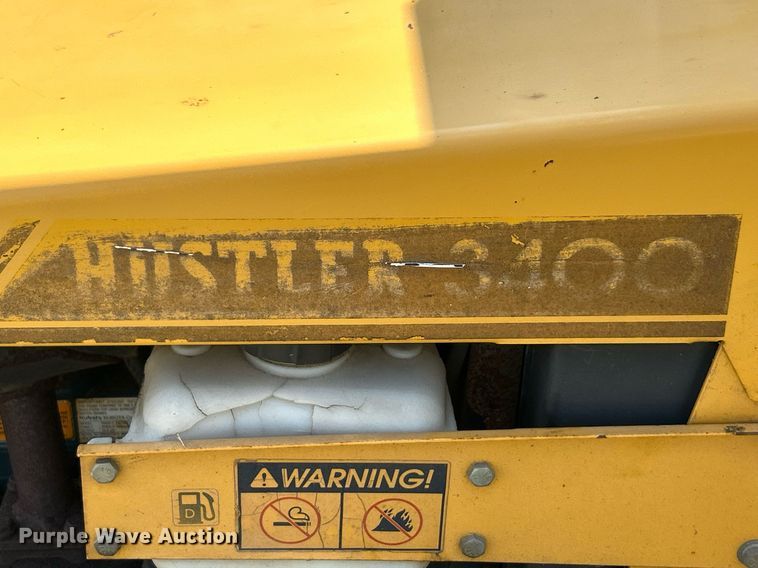 HUSTLER 3400
WARNING!
D
Purple Wave Auction